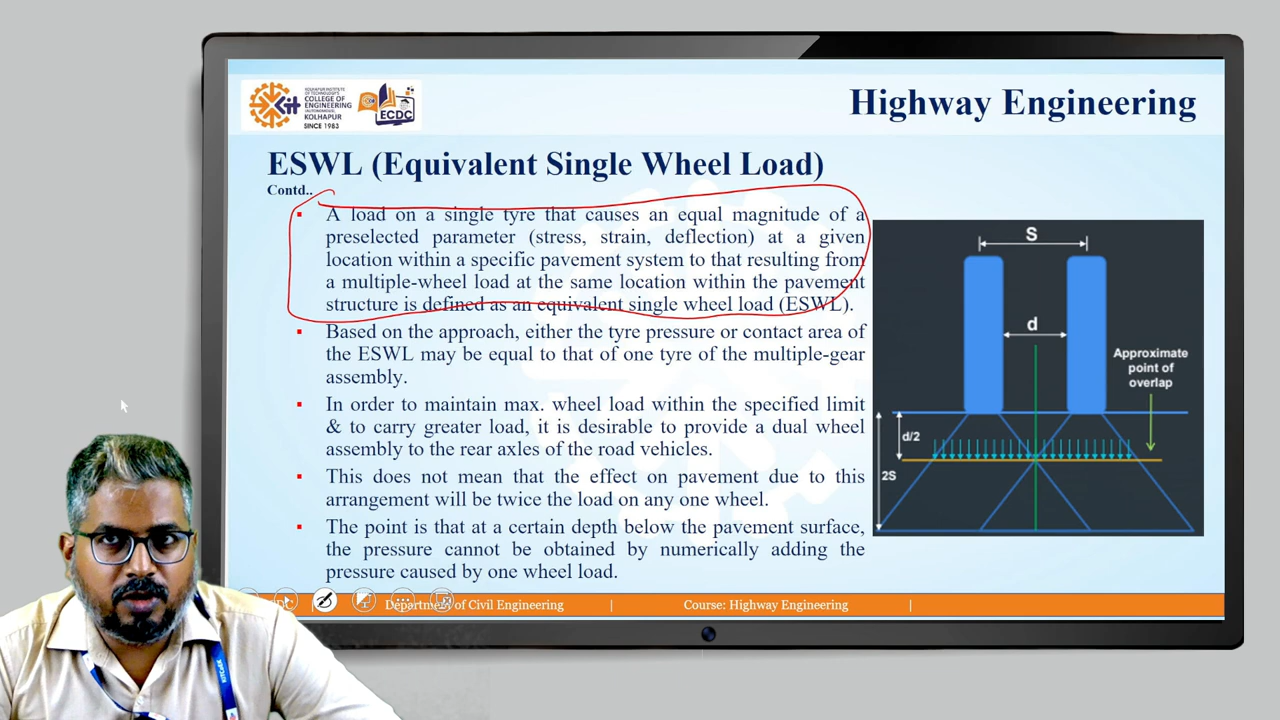 KOLHAPUR INSTITUTE
OF TECHNOLOGY'S
COLLEGE OF
ENGINEERING
(AUTONOMOUS),
KOLHAPUR
SINCE 1983
ECDC
Highway Engineering
ESWL (Equivalent Single Wheel Load)
Contd..
▪ A load on a single tyre that causes an equal magnitude of a
preselected parameter (stress, strain, deflection) at a given
location within a specific pavement system to that resulting from
a multiple-wheel load at the same location within the pavement
structure is defined as an equivalent single wheel load (ESWL).
▪ Based on the approach, either the tyre pressure or contact area of
the ESWL may be equal to that of one tyre of the multiple-gear
assembly.
▪ In order to maintain max. wheel load within the specified limit
& to carry greater load, it is desirable to provide a dual wheel
assembly to the rear axles of the road vehicles.
▪ This does not mean that the effect on pavement due to this
arrangement will be twice the load on any one wheel.
▪ The point is that at a certain depth below the pavement surface,
the pressure cannot be obtained by numerically adding the
pressure caused by one wheel load.
S
d
Approximate
point of
overlap
d/2
2S
| Department of Civil Engineering | Course: Highway Engineering |